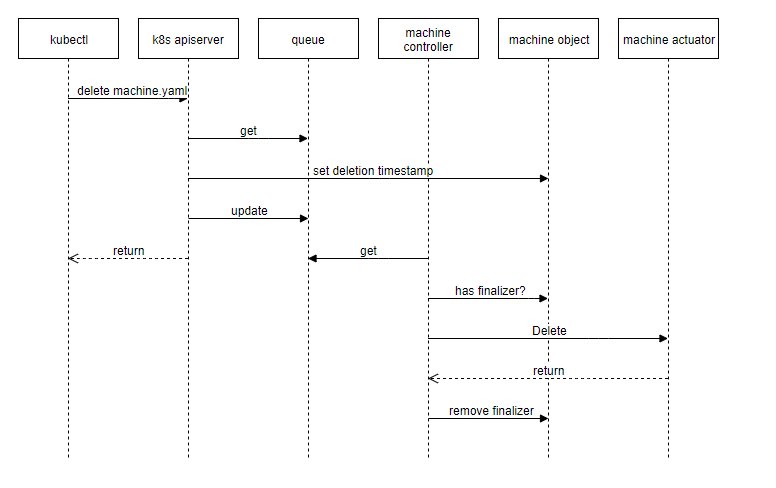 kubectl
k8s apiserver
queue
machine
controller
machine object
machine actuator
delete machine.yaml
get
set deletion timestamp
update
return
get
has finalizer?
Delete
return
remove finalizer